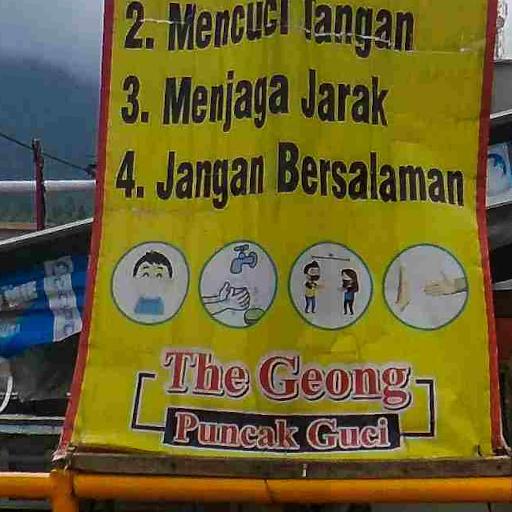 2. Mencuci Tangan
3. Menjaga Jarak
4. Jangan Bersalaman
The Geong
Puncak Guci